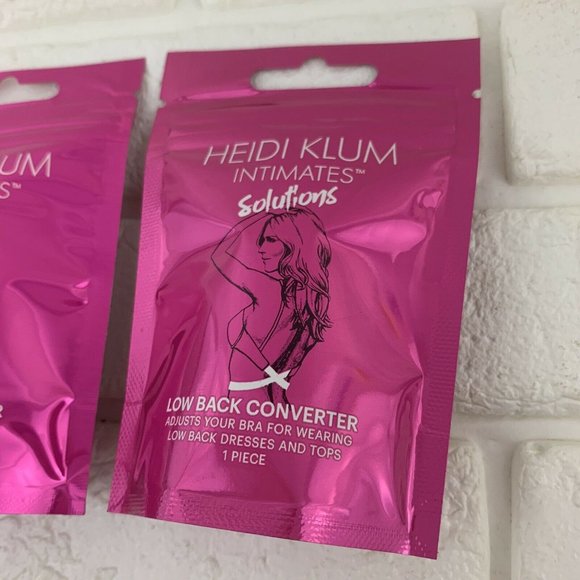 LUM
HEIDI KLUM
INTIMATES™
Solutions
LOW BACK CONVERTER
ADJUSTS YOUR BRA FOR WEARING
LOW BACK DRESSES AND TOPS
1 PIECE